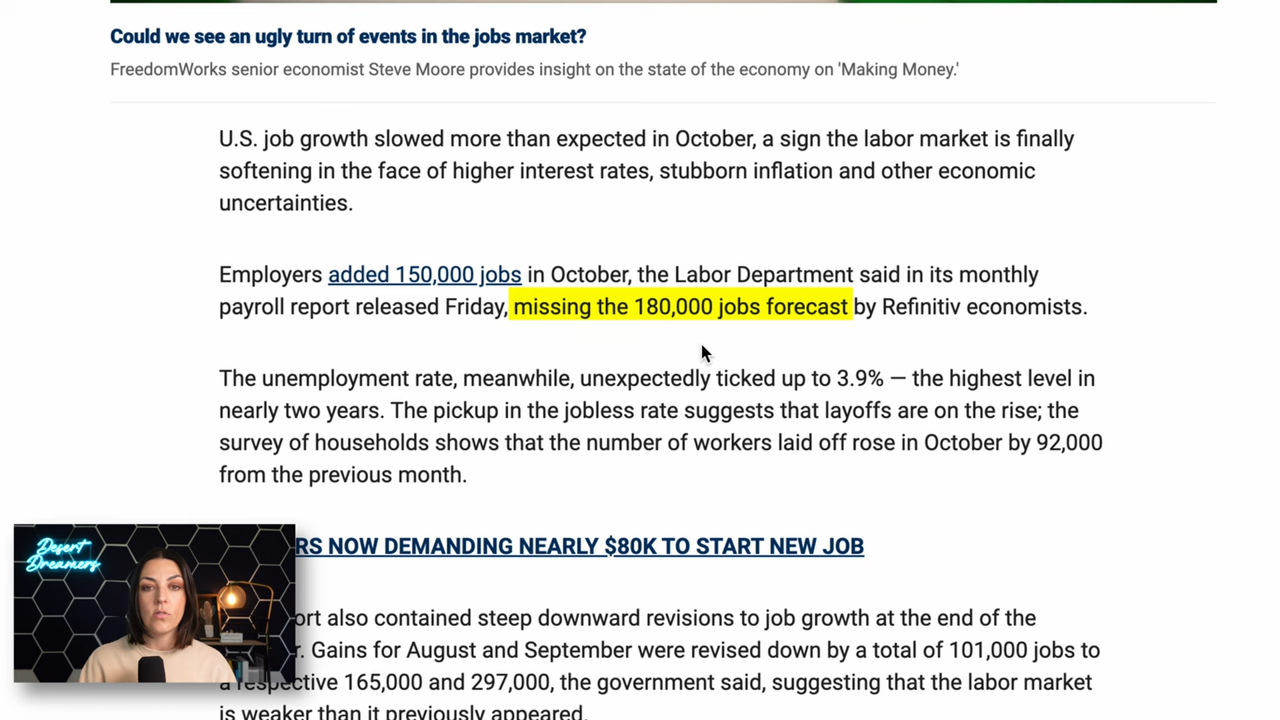 Could we see an ugly turn of events in the jobs market?
FreedomWorks senior economist Steve Moore provides insight on the state of the economy on 'Making Money.'
U.S. job growth slowed more than expected in October, a sign the labor market is finally
softening in the face of higher interest rates, stubborn inflation and other economic
uncertainties.
Employers added 150,000 jobs in October, the Labor Department said in its monthly
payroll report released Friday, missing the 180,000 jobs forecast by Refinitiv economists.
The unemployment rate, meanwhile, unexpectedly ticked up to 3.9% — the highest level in
nearly two years. The pickup in the jobless rate suggests that layoffs are on the rise; the
survey of households shows that the number of workers laid off rose in October by 92,000
from the previous month.
NOW DEMANDING NEARLY $80K TO START NEW JOB
also contained steep downward revisions to job growth at the end of the
Gains for August and September were revised down by a total of 101,000 jobs to
a respective 165,000 and 297,000, the government said, suggesting that the labor market
is weaker than it previously appeared.
Desert
Dreamers